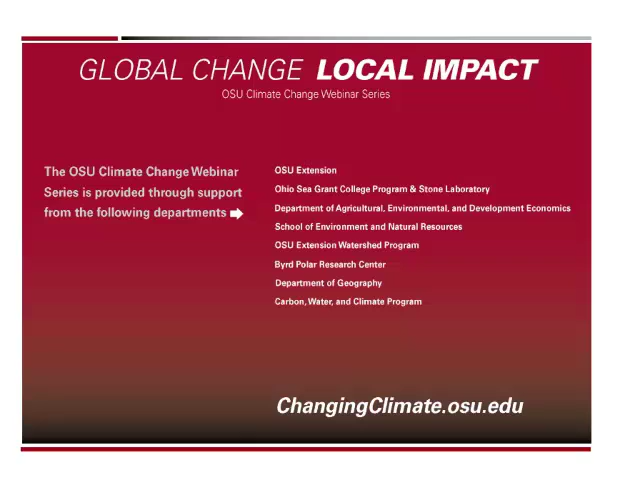 GLOBAL CHANGE LOCAL IMPACT
OSU Climate Change Webinar Series
The OSU Climate Change Webinar
Series is provided through support
from the following departments
OSU Extension
Ohio Sea Grant College Program & Stone Laboratory
Department of Agricultural, Environmental, and Development Economics
School of Environment and Natural Resources
OSU Extension Watershed Program
Byrd Polar Research Center
Department of Geography
Carbon, Water, and Climate Program
ChangingClimate.osu.edu